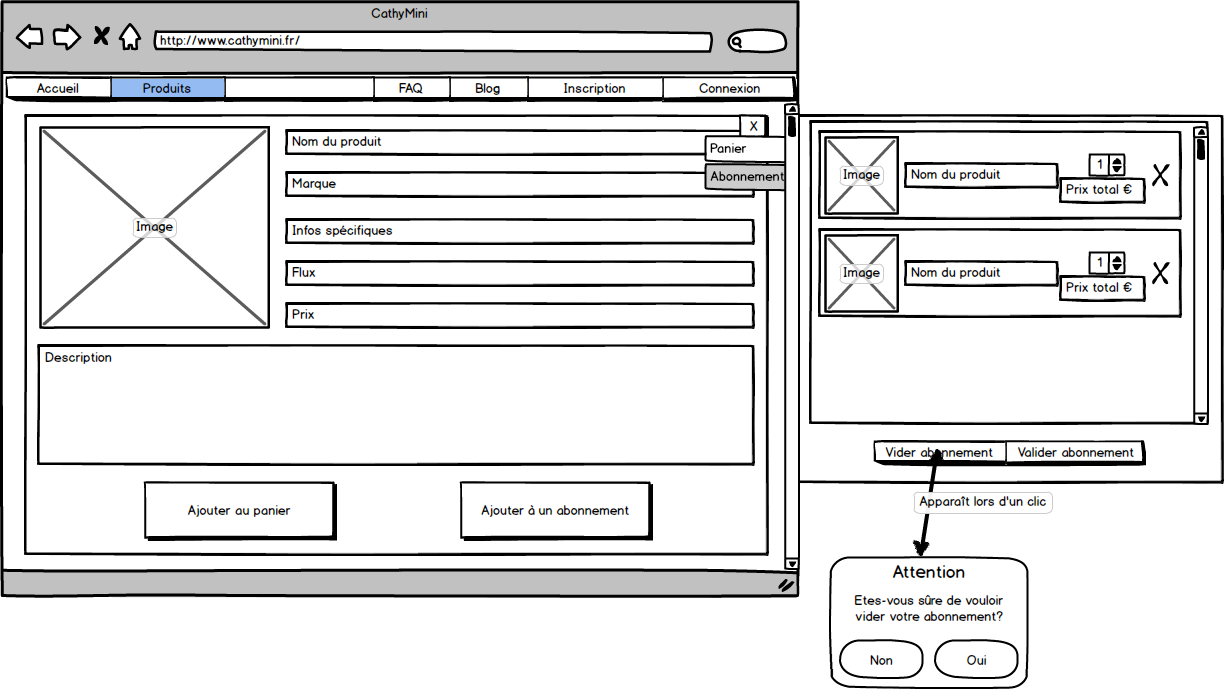 CathyMini
http://www.cathymini.fr/
Accueil
Produits
FAQ
Blog
Inscription
Connexion
X
Image
Nom du produit
Marque
Infos spécifiques
Flux
Prix
Panier
Abonnement
Description
Ajouter au panier
Ajouter à un abonnement
Image
Nom du produit
1
Prix total €
X
Image
Nom du produit
1
Prix total €
X
Vider abonnement
Valider abonnement
Apparaît lors d'un clic
Attention
Etes-vous sûre de vouloir
vider votre abonnement?
Non
Oui